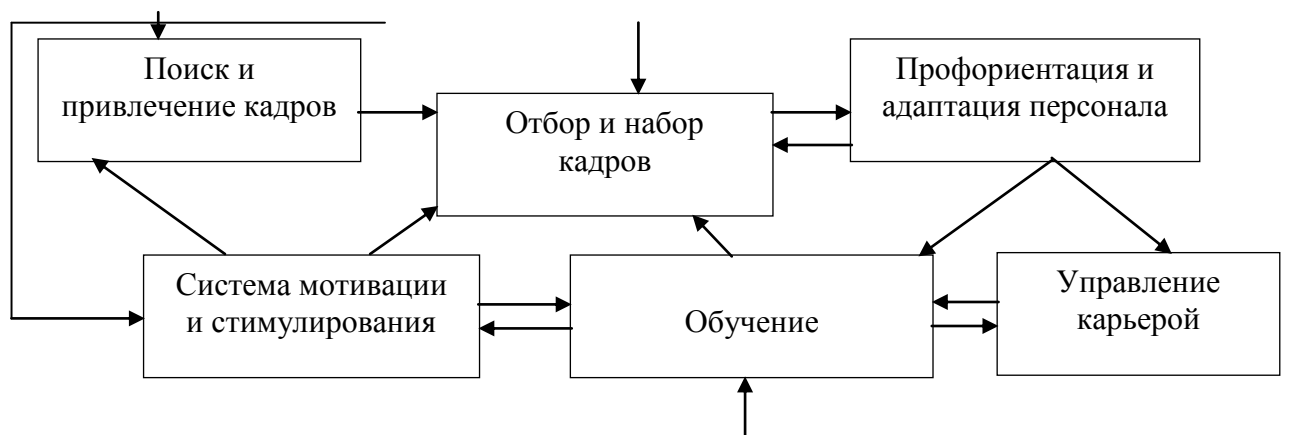 Поиск и
привлечение кадров
Отбор и набор
кадров
Профориентация и
адаптация персонала
Система мотивации
и стимулирования
Обучение
Управление
карьерой